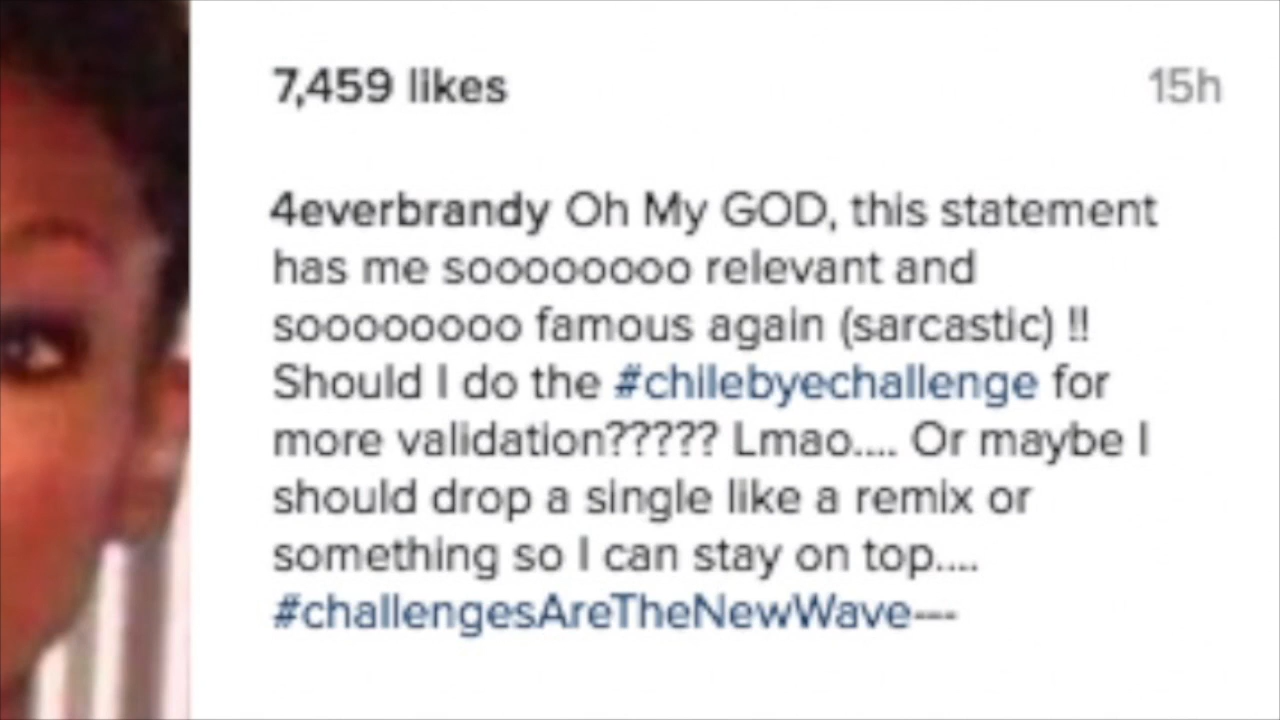 7,459 likes
15h
4everbrandy Oh My GOD, this statement
has me soooooooo relevant and
soooooooo famous again (sarcastic) !!
Should I do the #chilebyechallenge for
more validation????? Lmao.... Or maybe I
should drop a single like a remix or
something so I can stay on top....
#challengesAreTheNewWave---